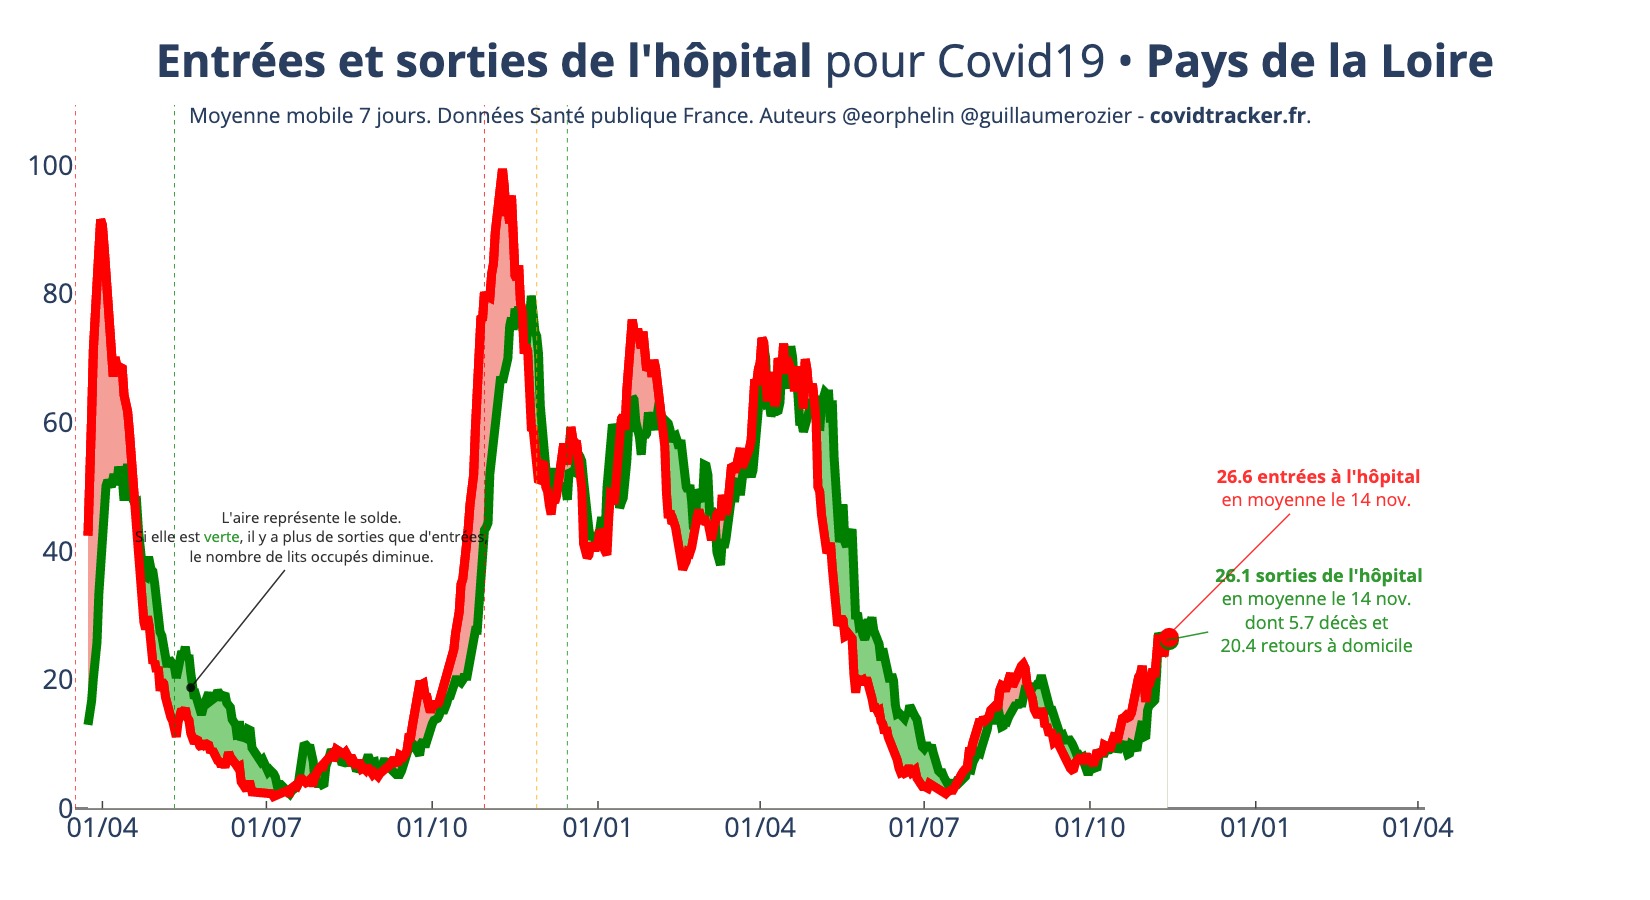 Entrées et sorties de l'hôpital pour Covid19 • Pays de la Loire
Moyenne mobile 7 jours. Données Santé publique France. Auteurs @eorphelin @guillaumerozier - covidtracker.fr.
100
80
60
40
20
0
L'aire représente le solde.
Si elle est verte, il y a plus de sorties que d'entrées,
le nombre de lits occupés diminue.
26.6 entrées à l'hôpital
en moyenne le 14 nov.
26.1 sorties de l'hôpital
en moyenne le 14 nov.
dont 5.7 décès et
20.4 retours à domicile
01/04 01/07 01/10 01/01 01/04 01/07 01/10 01/01 01/04